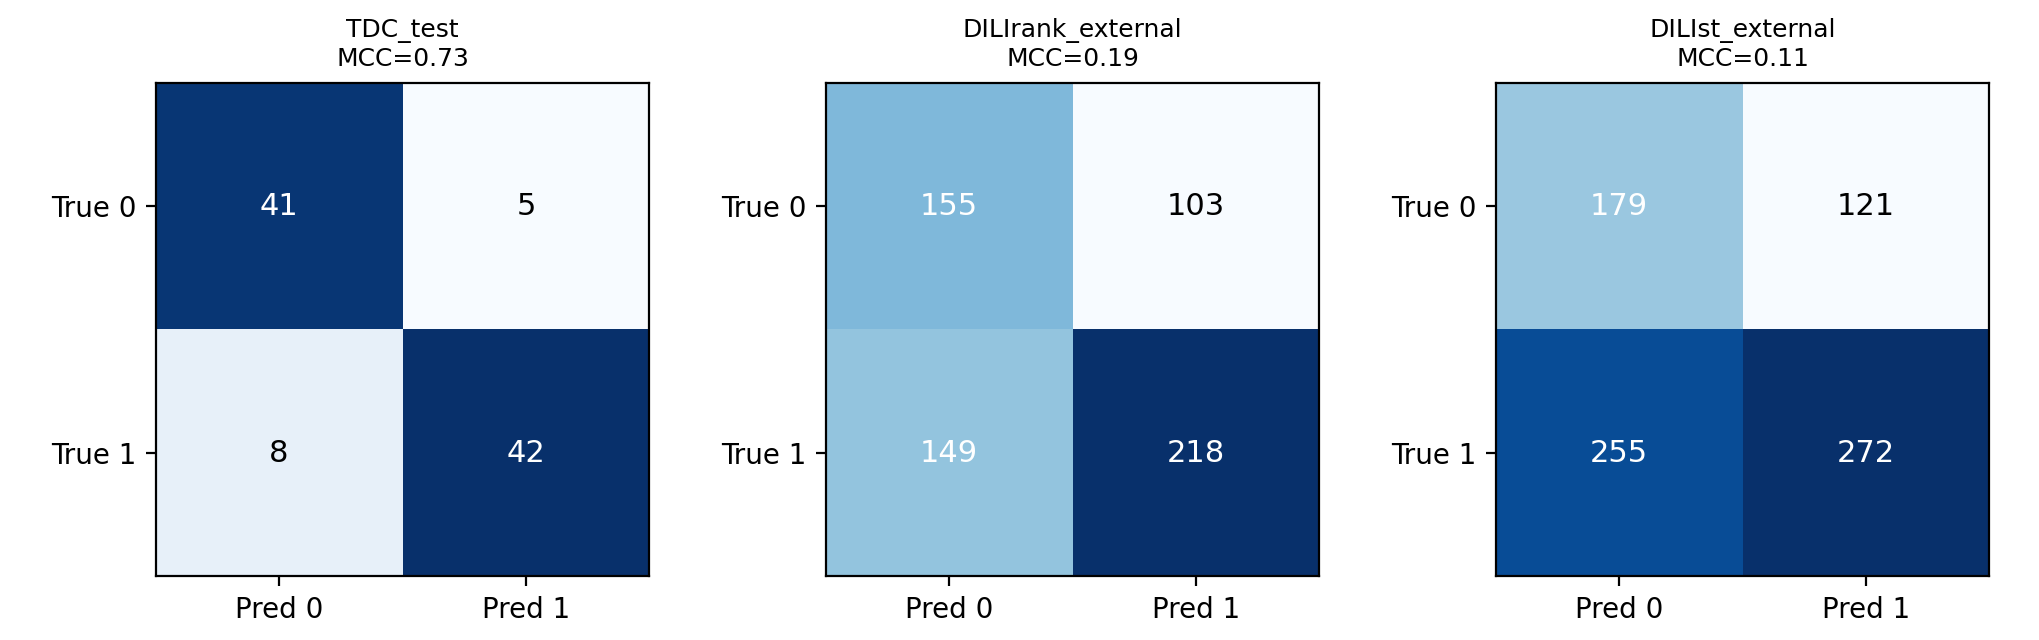 TDC_test
MCC=0.73
True 0
41
5
True 1
8
42
Pred 0
Pred 1
DILIrank_external
MCC=0.19
True 0
155
103
True 1
149
218
Pred 0
Pred 1
DILIst_external
MCC=0.11
True 0
179
121
True 1
255
272
Pred 0
Pred 1